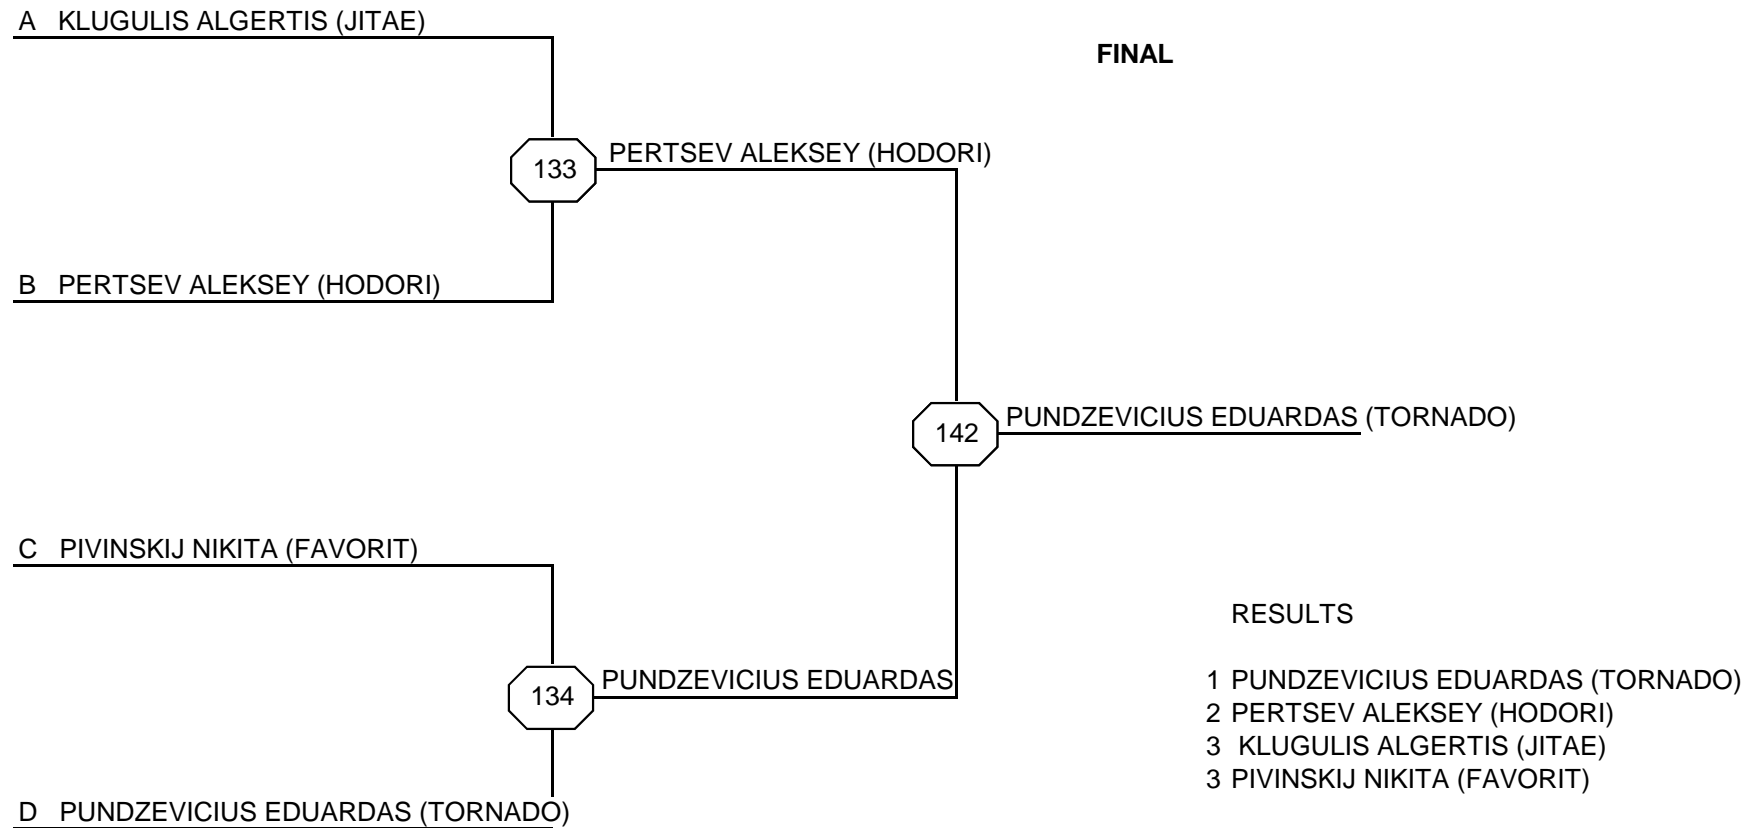 A KLUGULIS ALGERTIS (JITAE)
FINAL
133
PERTSEV ALEKSEY (HODORI)
B PERTSEV ALEKSEY (HODORI)
142
PUNDZEVICIUS EDUARDAS (TORNADO)
C PIVINSKIJ NIKITA (FAVORIT)
134
PUNDZEVICIUS EDUARDAS
D PUNDZEVICIUS EDUARDAS (TORNADO)
RESULTS
1 PUNDZEVICIUS EDUARDAS (TORNADO)
2 PERTSEV ALEKSEY (HODORI)
3 KLUGULIS ALGERTIS (JITAE)
3 PIVINSKIJ NIKITA (FAVORIT)